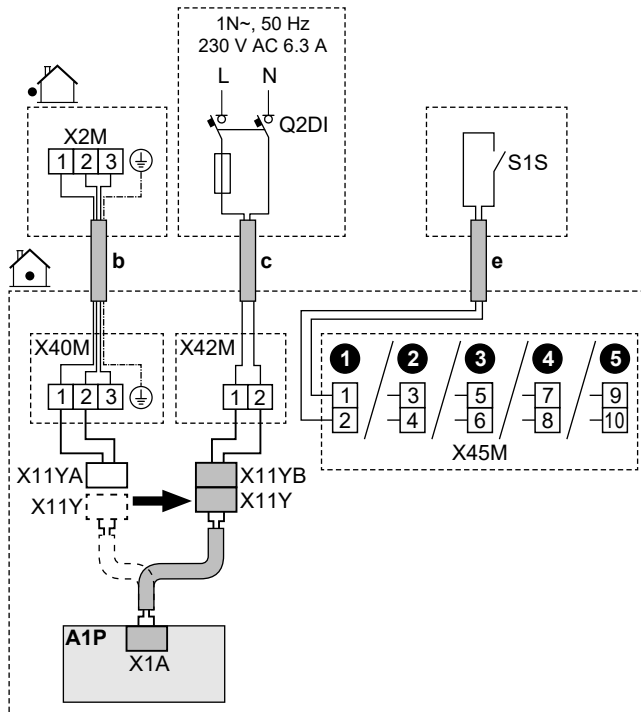 1N~, 50 Hz
230 V AC 6.3 A
L N
Q2DI
X2M
1 2 3
S1S
b
c
e
X40M
1 2 3
X42M
1 2
1 2 3 4 5
1 3 5 7 9
2 4 6 8 10
X45M
X11YA
X11YB
X11Y
X11Y
A1P
X1A